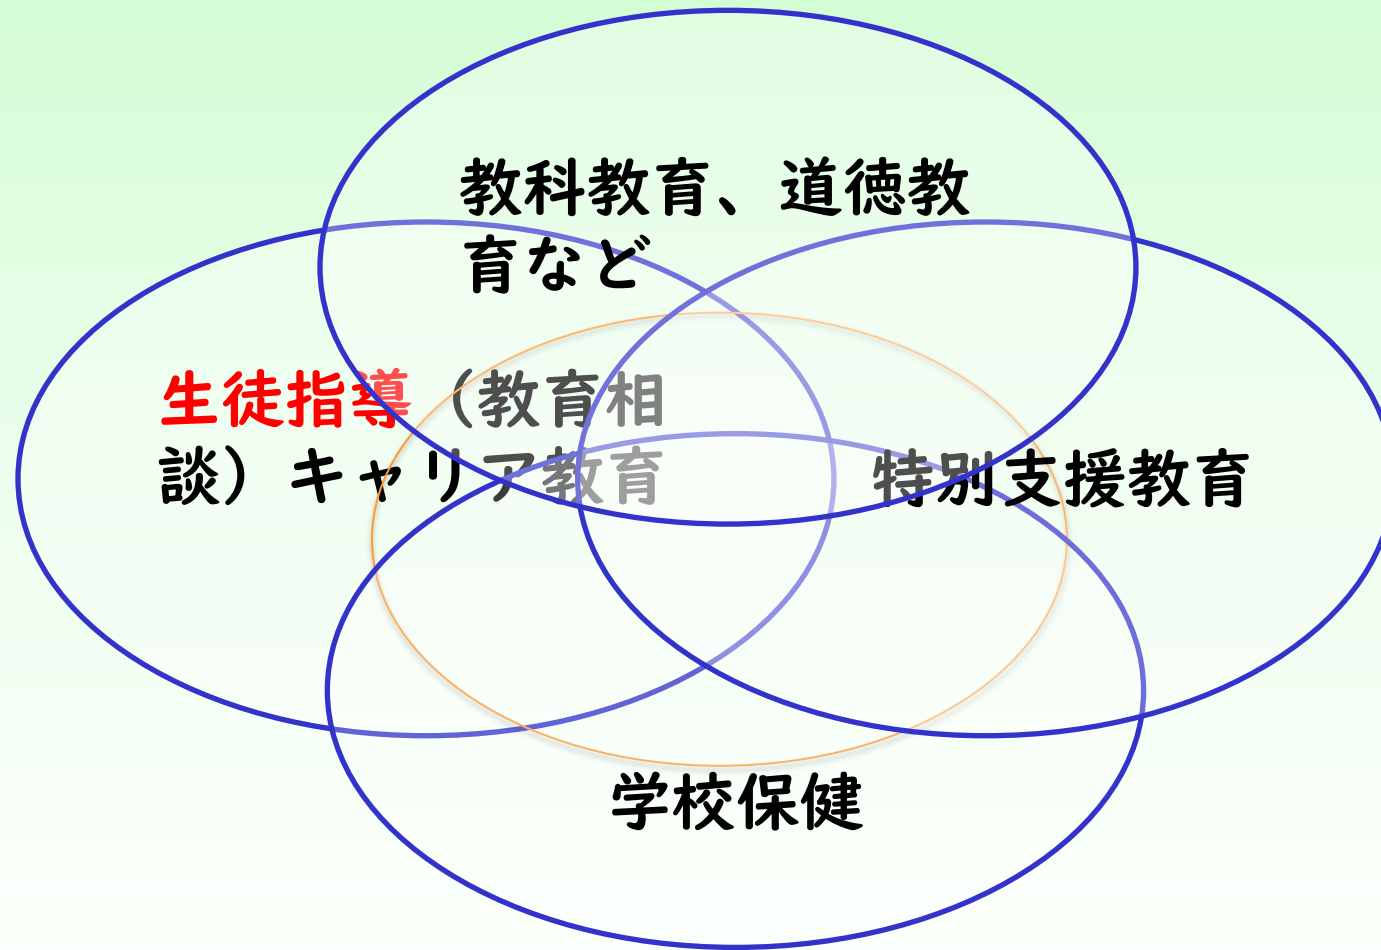 教科教育、道徳教
育など
生徒指導（教育相
談）キャリア教育
特別支援教育
学校保健